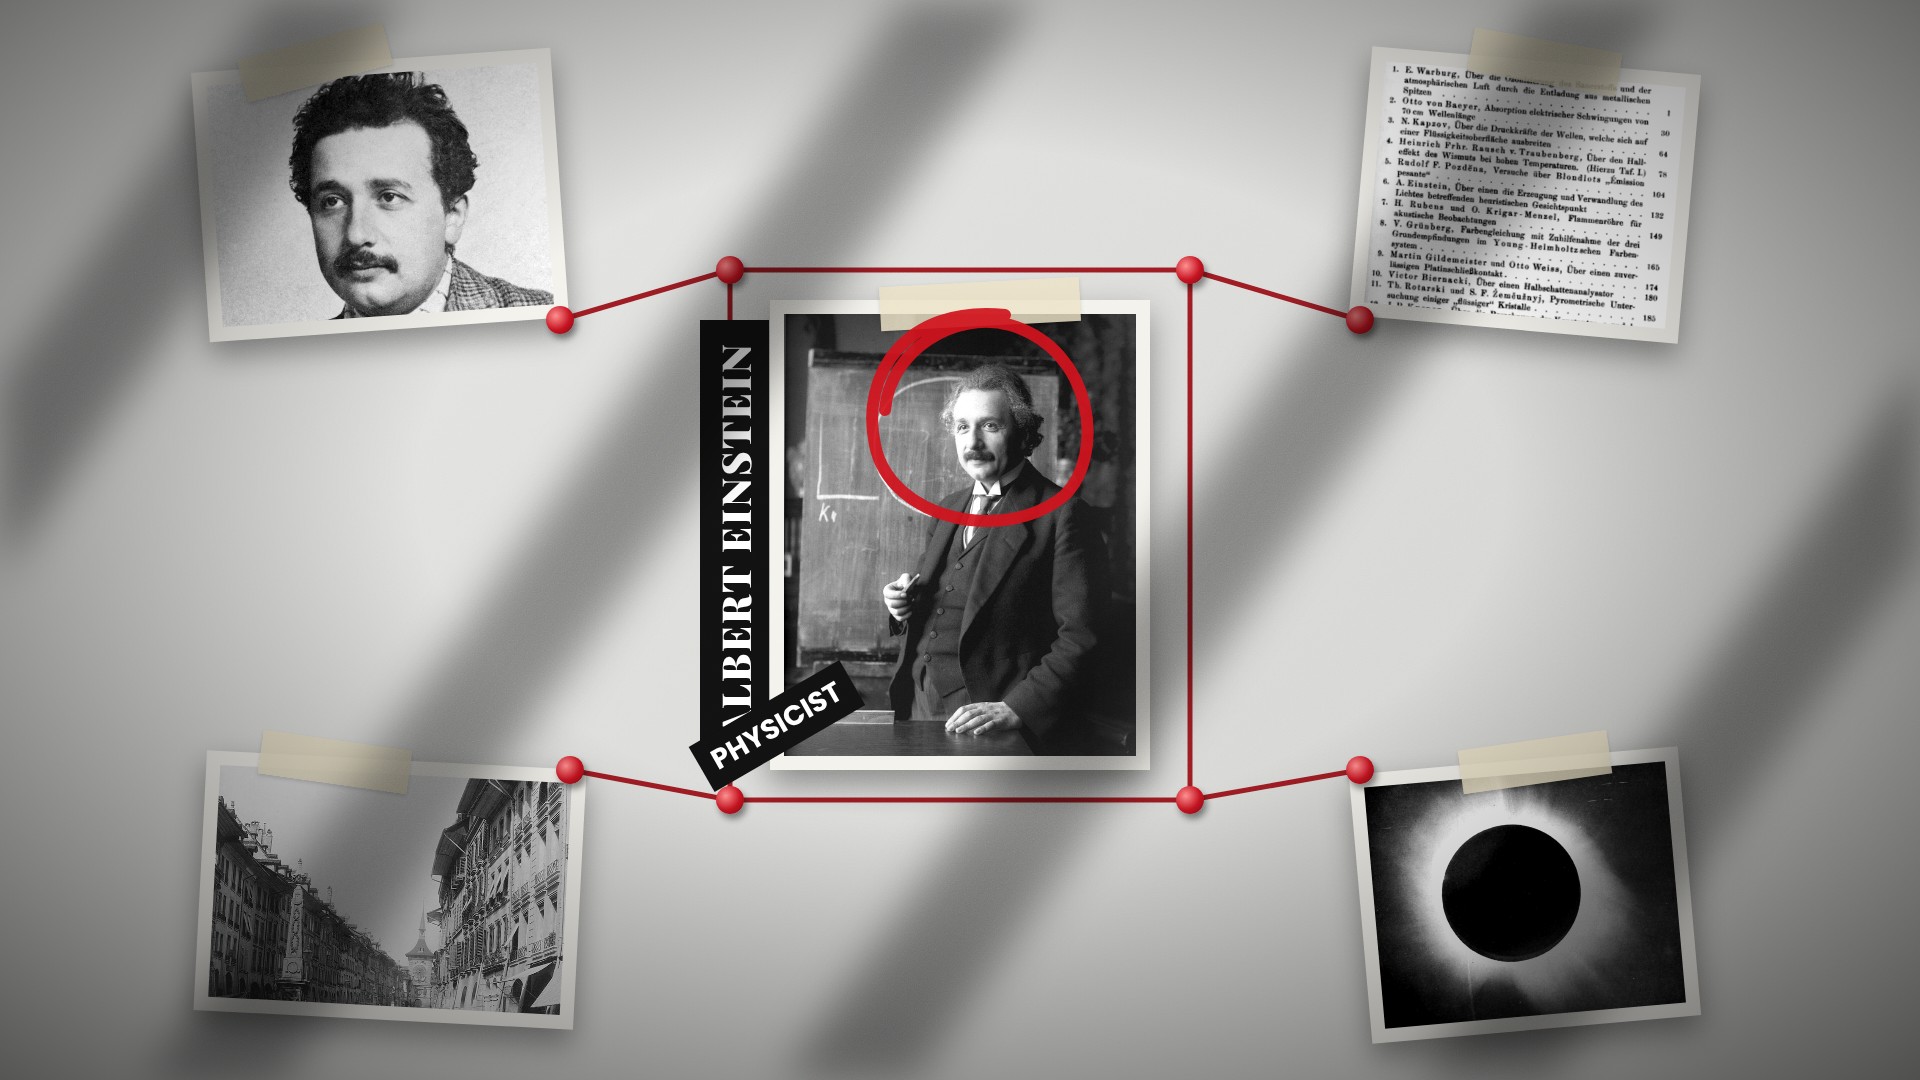 1. E. Warburg, Über die und der
atmosphärischen Luft durch die Entladung aus metallischen
Spitzen . . . 1
2. Otto von Baeyer, Absorption elektrischer Schwingungen von
70 cm Wellenlänge . . . 30
3. N. Kapzov, Über die Druckkräfte der Wellen, welche sich auf
einer Flüssigkeitsoberfläche ausbreiten . . . 64
4. Heinrich Frhr. Rausch v. Traubenberg, Über den Hall-
effekt des Wismuts bei hohen Temperaturen. (Hierzu Taf. I.) 78
5. Rudolf F. Pozděna, Versuche über Blondlots „Émission
pesante“ . . . 104
6. A. Einstein, Über einen die Erzeugung und Verwandlung des
Lichtes betreffenden heuristischen Gesichtspunkt . . . 132
7. H. Rubens und O. Krigar-Menzel, Flammenröhre für
akustische Beobachtungen . . . 149
8. V. Grünberg, Farbengleichung mit Zuhilfenahme der drei
Grundempfindungen im Young-Helmholtzschen Farben-
system . . . 165
9. Martin Gildemeister und Otto Weiss, Über einen zuver-
lässigen Platinschließkontakt . . . 174
10. Victor Biernacki, Über einen Halbschattenanalysator . . . 180
11. Th. Rotarski und S. F. Žemčužnyj, Pyrometrische Unter-
suchung einiger „flüssiger“ Kristalle . . . 185
ALBERT EINSTEIN
PHYSICIST